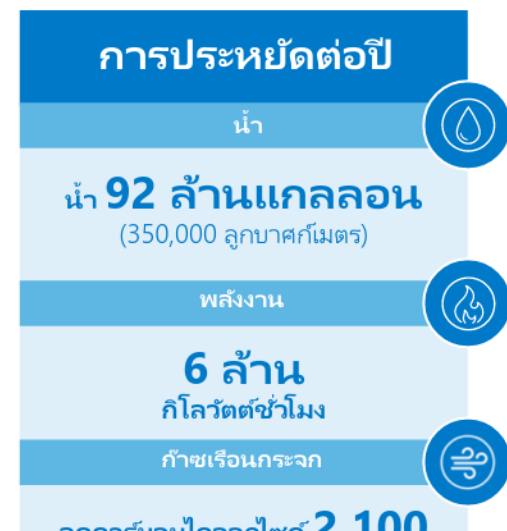 การประหยัดต่อปี
น้ำ
น้ำ 92 ล้านแกลลอน
(350,000 ลูกบาศก์เมตร)
พลังงาน
6 ล้าน
กิโลวัตต์ชั่วโมง
ก๊าซเรือนกระจก
2,100